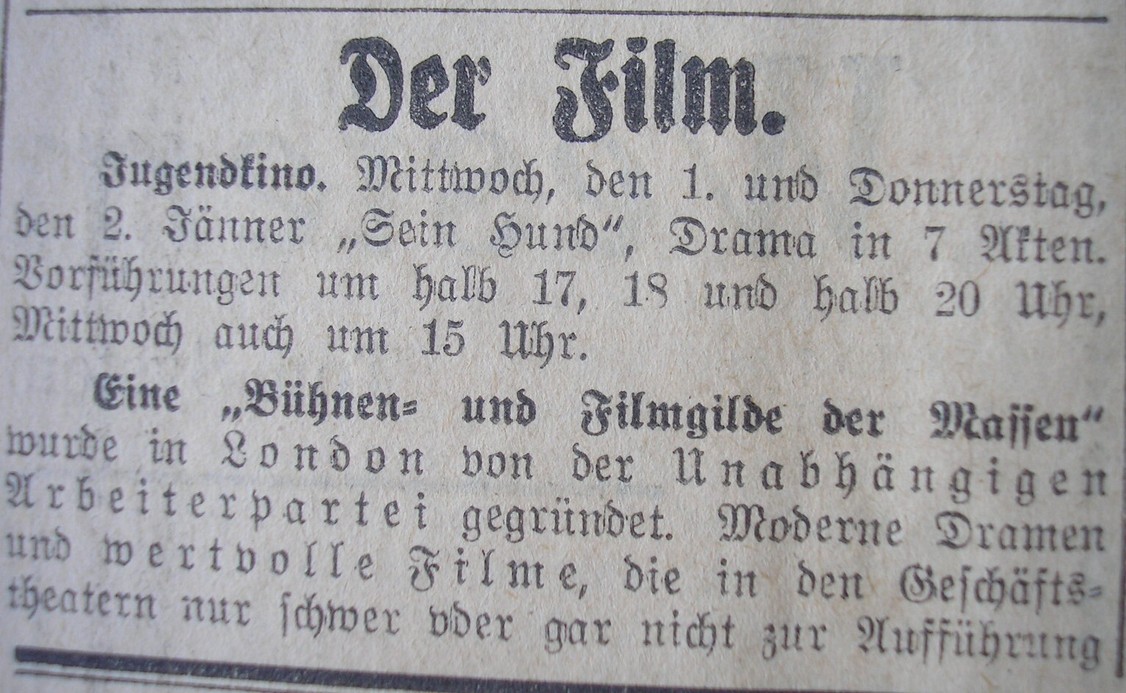 Der Film.
Jugendkino. Mittwoch, den 1. und Donnerstag,
den 2. Jänner „Sein Hund“, Drama in 7 Akten.
Vorführungen um halb 17, 18 und halb 20 Uhr,
Mittwoch auch um 15 Uhr.
Eine „Bühnen- und Filmgilde der Massen“
wurde in London von der Unabhängigen
Arbeiterpartei gegründet. Moderne Dramen
und wertvolle Filme, die in den Geschäfts-
theatern nur schwer oder gar nicht zur Aufführung